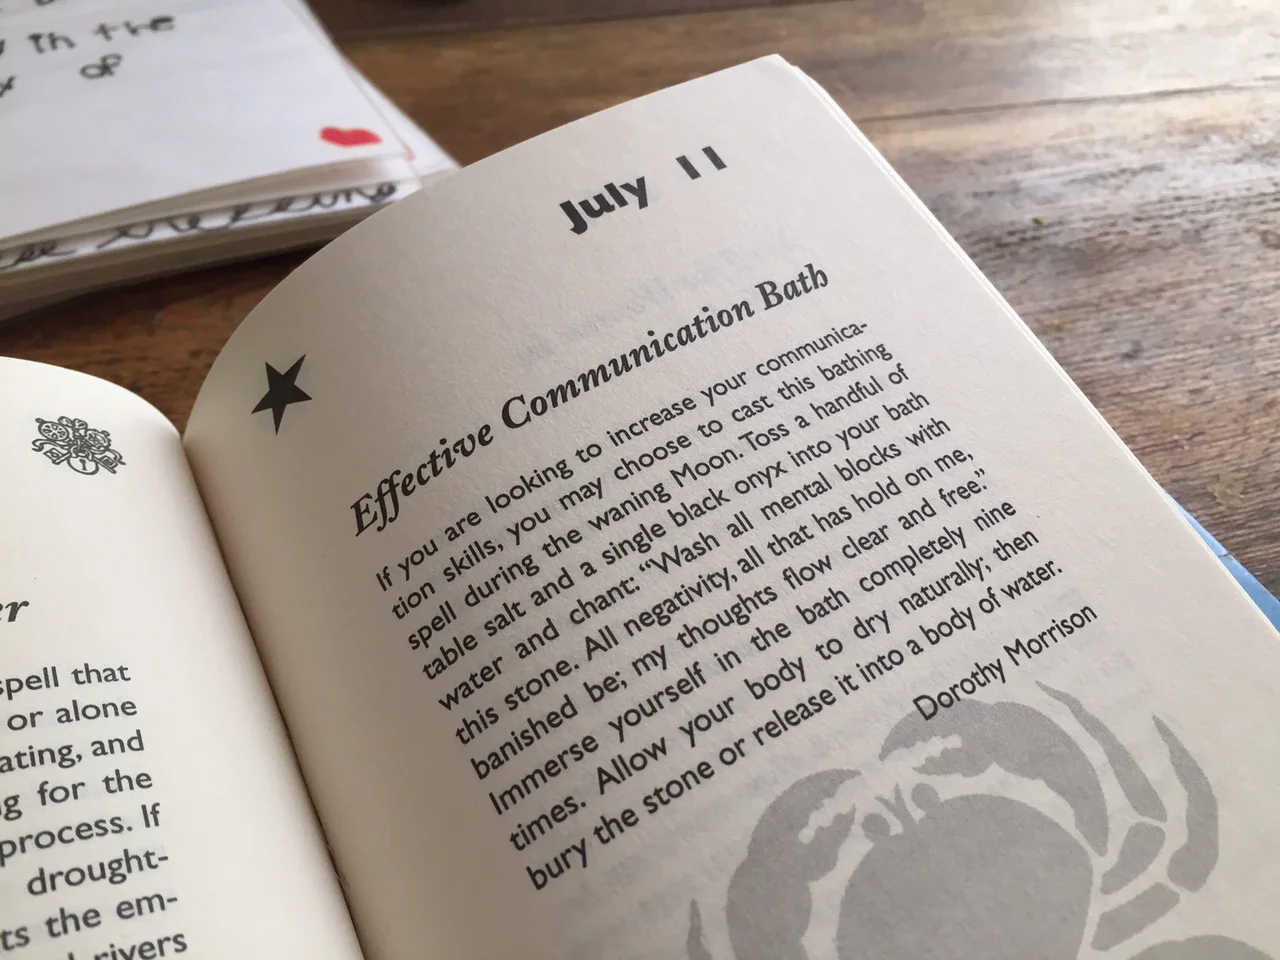 in the
of
July 11
Effective Communication Bath
If you are looking to increase your communica-
tion skills, you may choose to cast this bathing
spell during the waning Moon. Toss a handful of
table salt and a single black onyx into your bath
water and chant: “Wash all mental blocks with
this stone. All negativity, all that has hold on me,
banished be; my thoughts flow clear and free.”
Immerse yourself in the bath completely nine
times. Allow your body to dry naturally; then
bury the stone or release it into a body of water.
Dorothy Morrison
er
spell that
or alone
ating, and
g for the
process. If
drought-
ts the em-
rivers